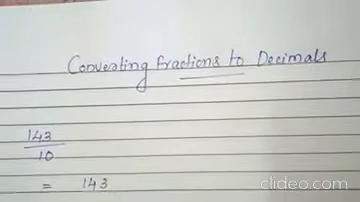 Converting fractions to Decimals
143
10
= 143
clideo.com